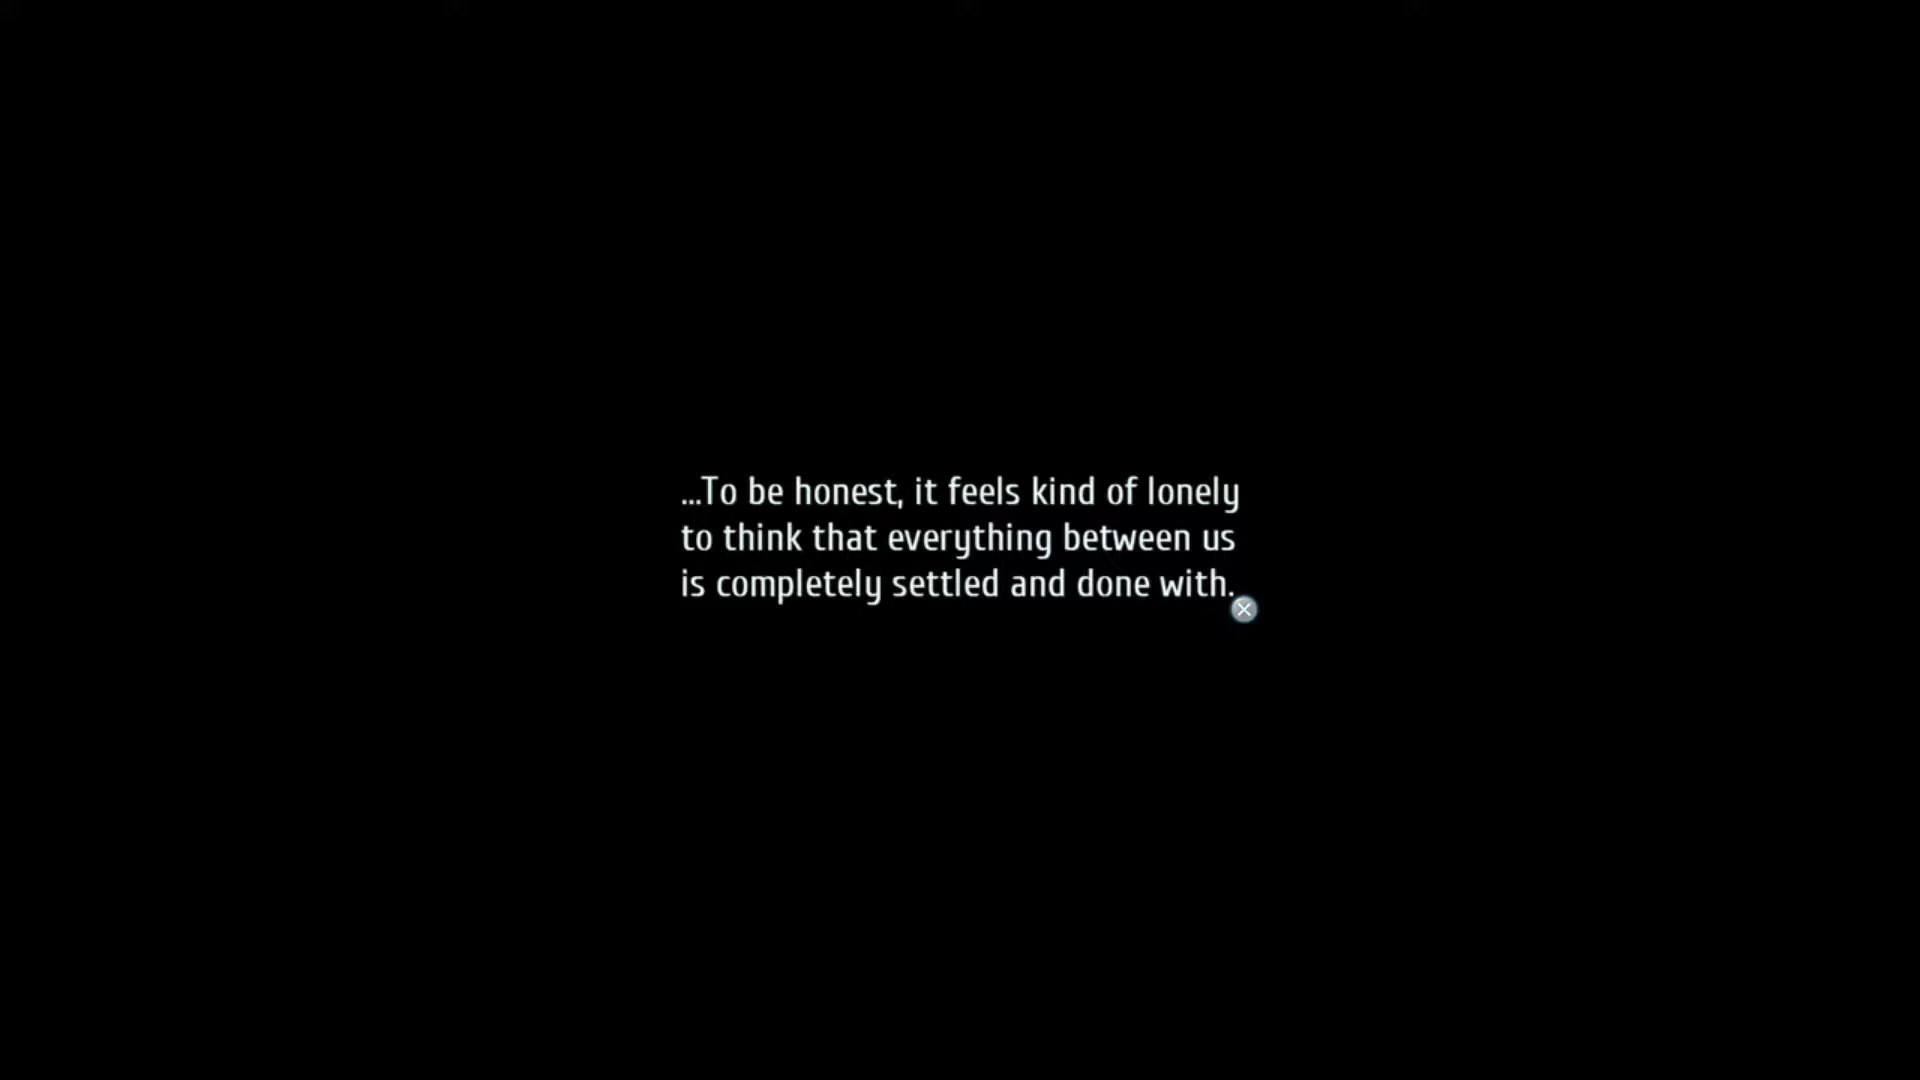 ...To be honest, it feels kind of lonely
to think that everything between us
is completely settled and done with.